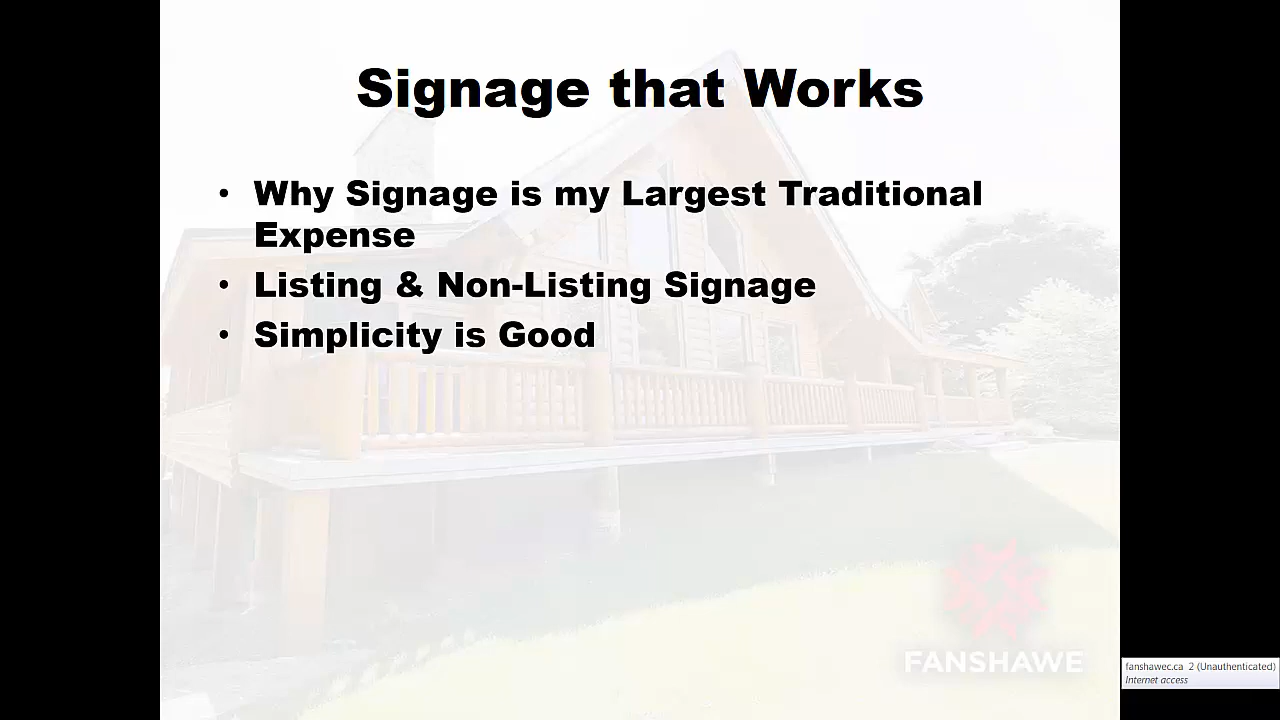 Signage that Works
• Why Signage is my Largest Traditional
Expense
• Listing & Non-Listing Signage
• Simplicity is Good
FANSHAWE
fanshawec.ca 2 (Unauthenticated)
Internet access